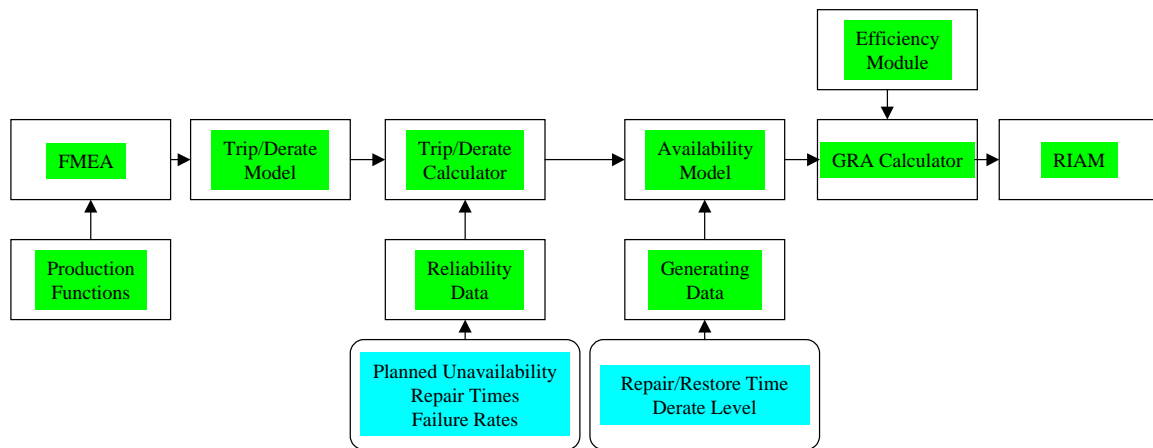 Efficiency
Module
FMEA
Trip/Derate
Model
Trip/Derate
Calculator
Availability
Model
GRA Calculator
RIAM
Production
Functions
Reliability
Data
Generating
Data
Planned Unavailability
Repair Times
Failure Rates
Repair/Restore Time
Derate Level